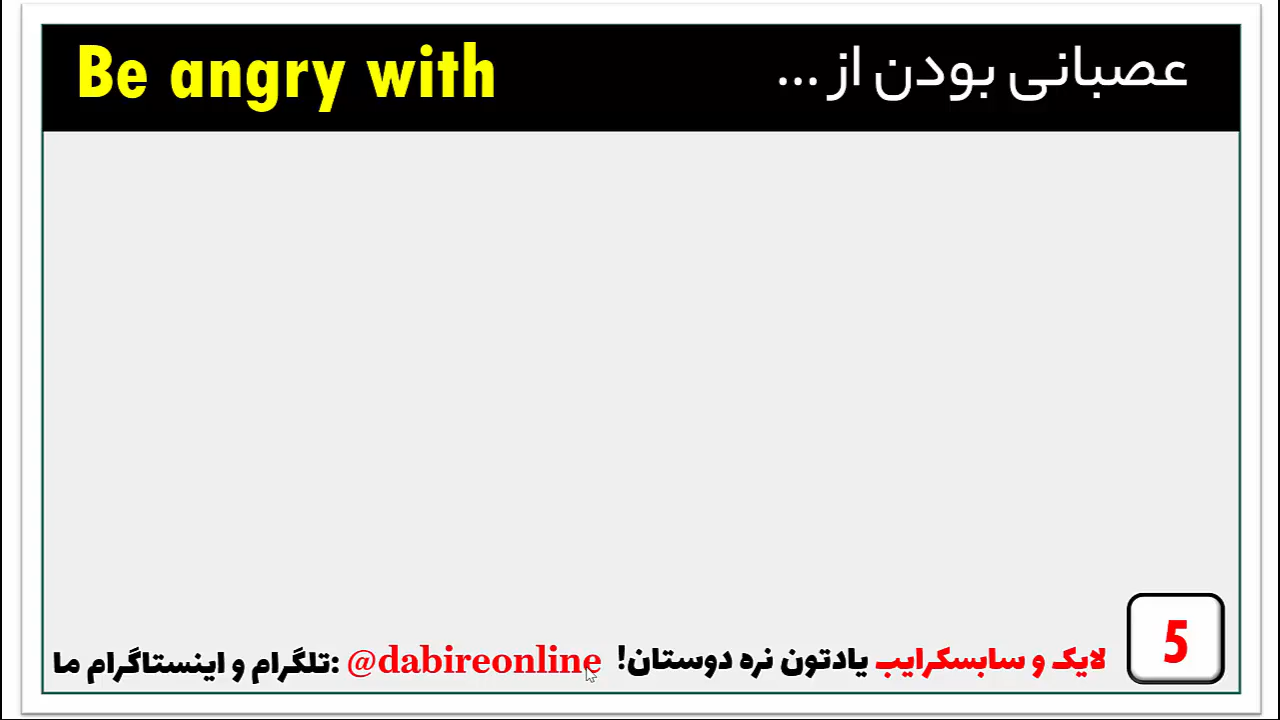 Be angry with
عصبانی بودن از ...
5
لایک و سابسکرایب یادتون نره دوستان!
تلگرام و اینستاگرام ما: @dabireonline